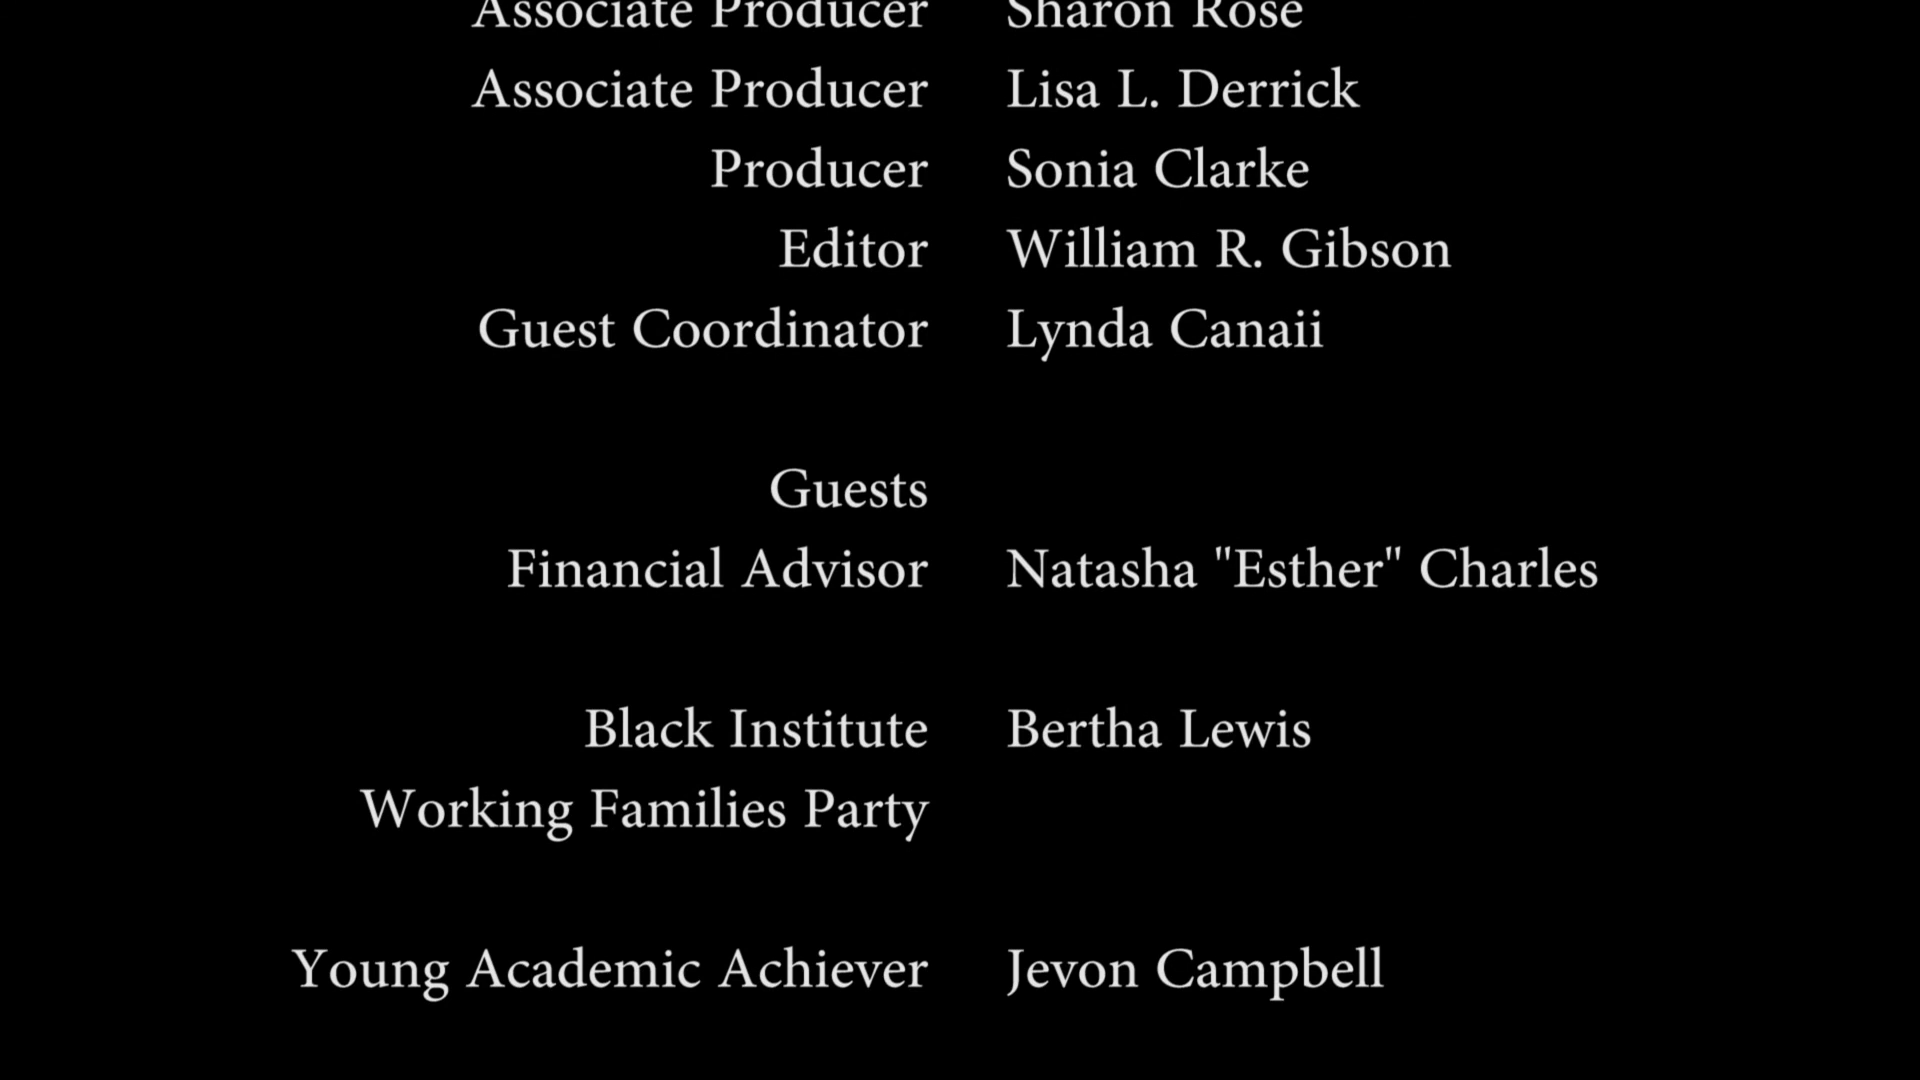 Associate Producer Sharon Rose
Associate Producer Lisa L. Derrick
Producer Sonia Clarke
Editor William R. Gibson
Guest Coordinator Lynda Canaii
Guests
Financial Advisor Natasha "Esther" Charles
Black Institute Bertha Lewis
Working Families Party
Young Academic Achiever Jevon Campbell